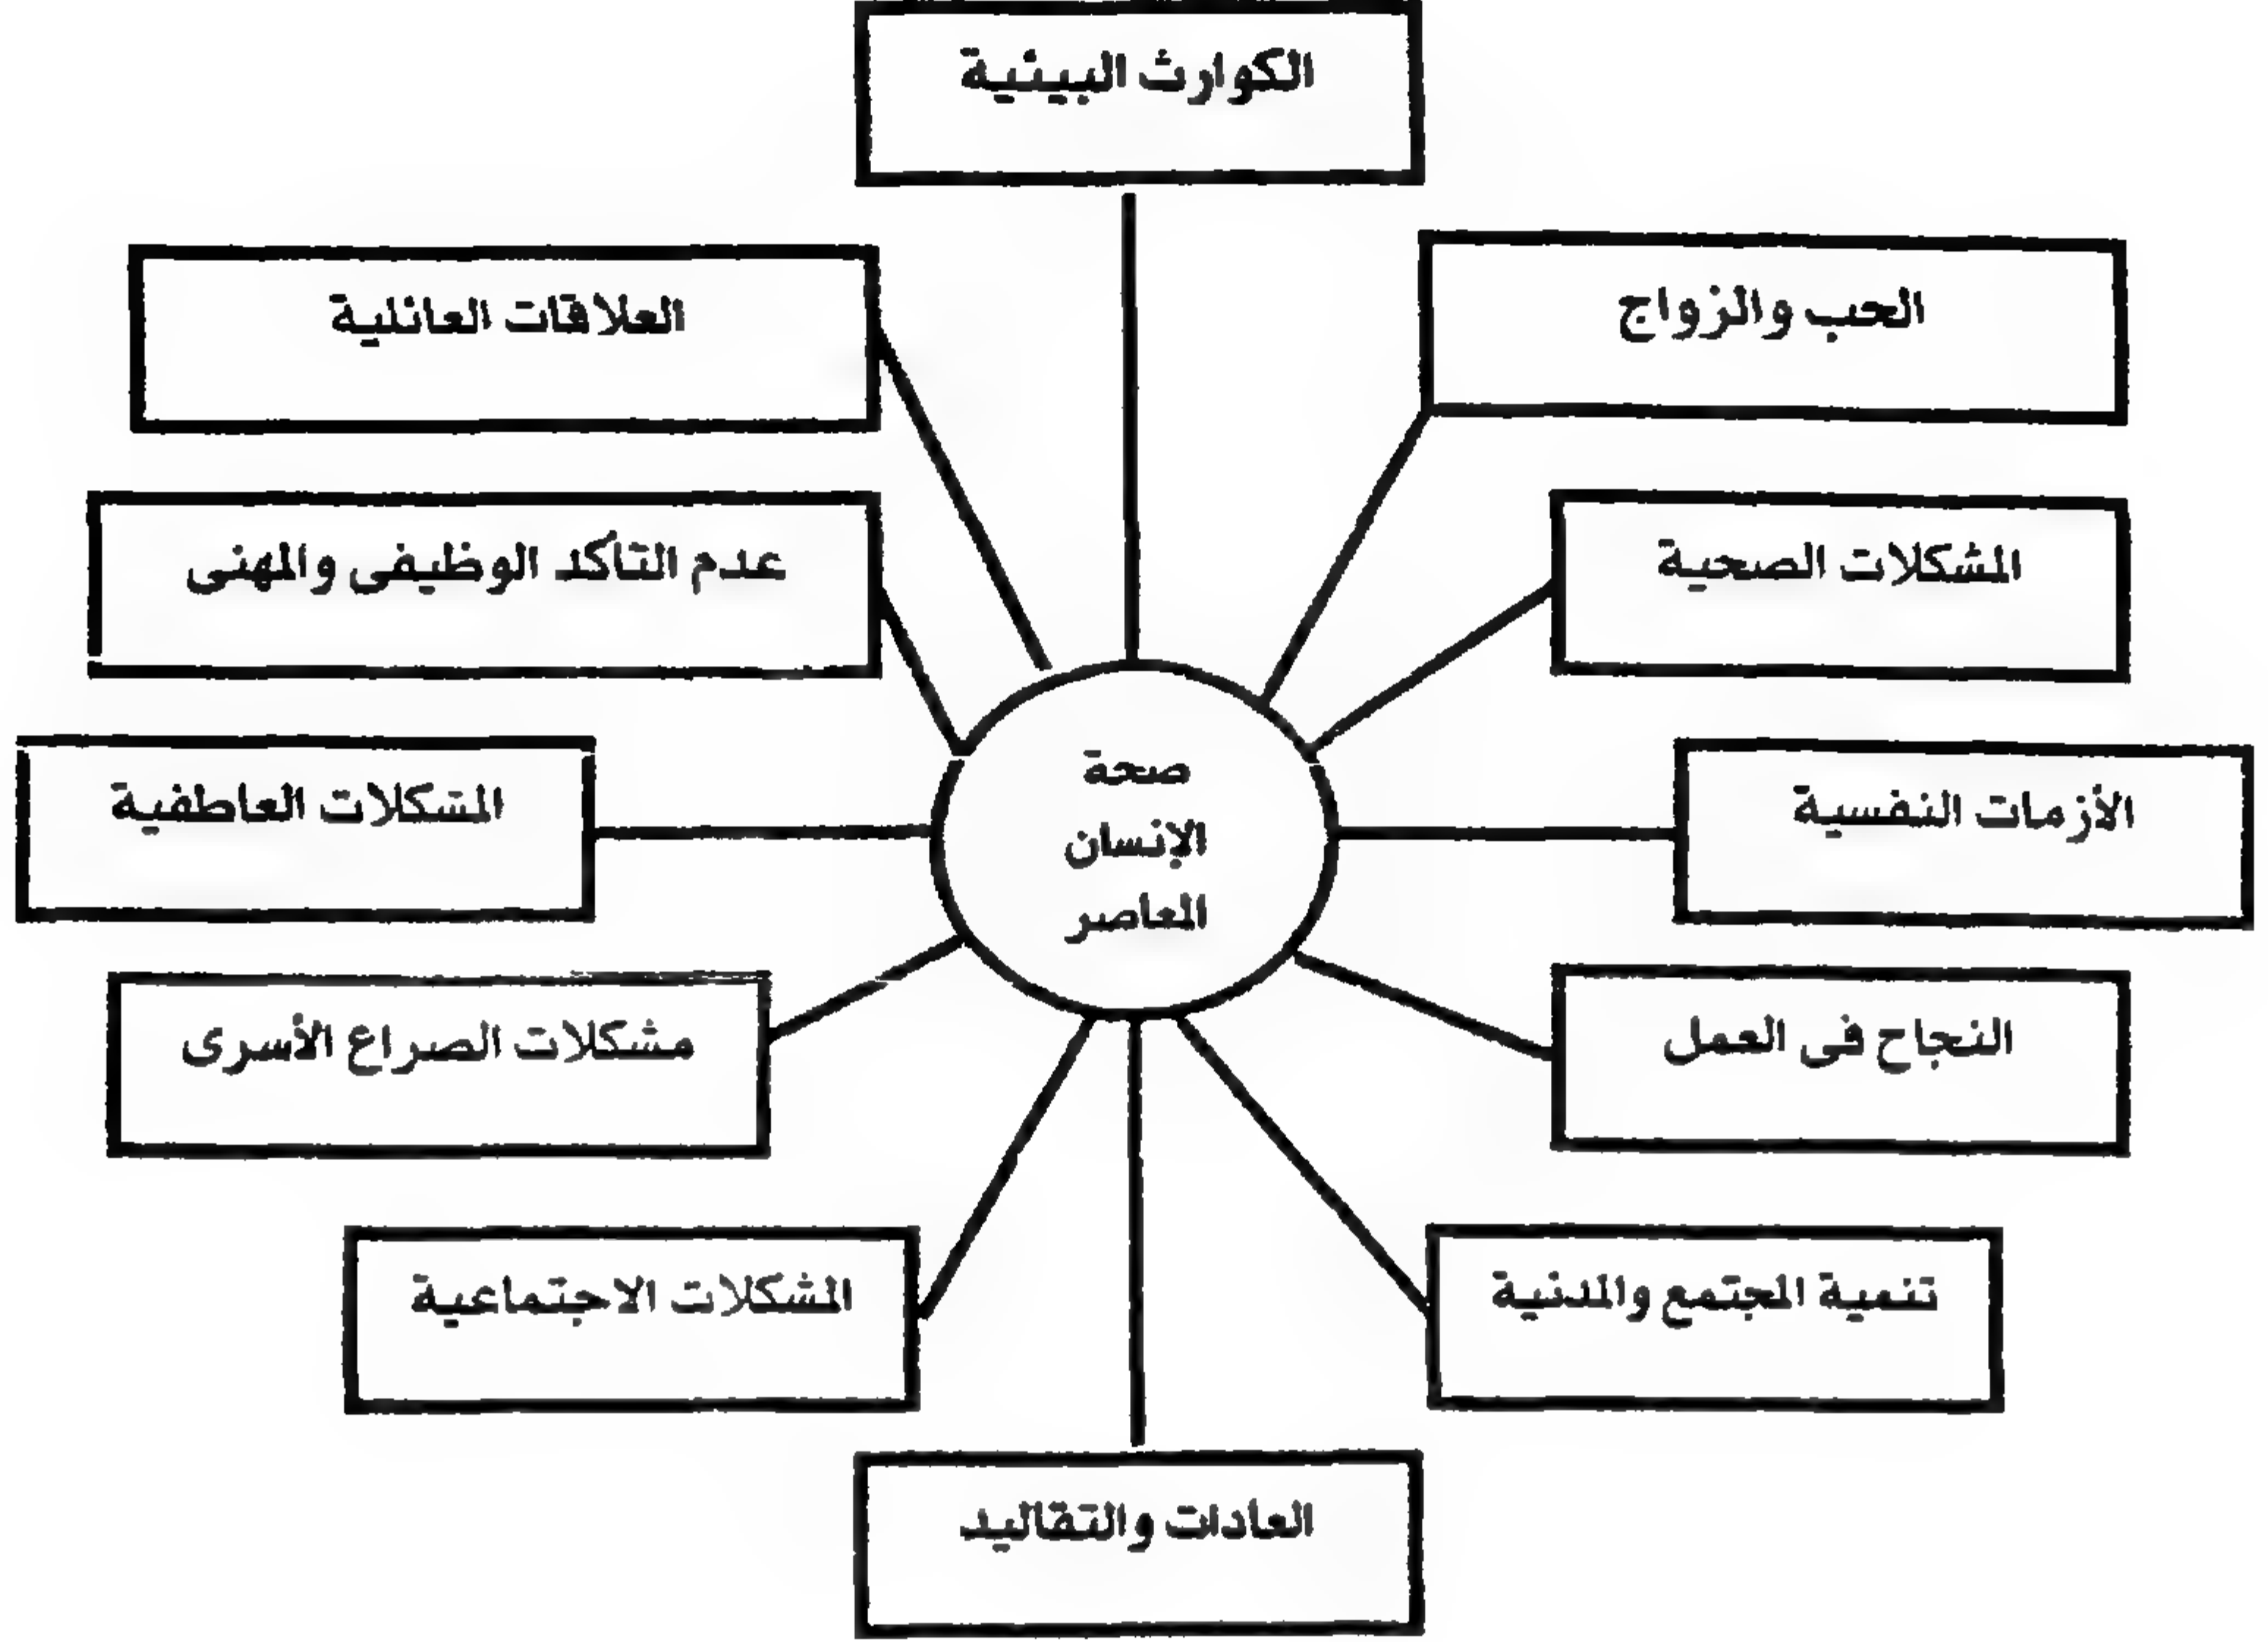 الكوارث البيئية
الحب والزواج
العلاقات العائلية
المشكلات الصحية
عدم التأكد الوظيفى والمهنى
الأزمات النفسية
المشكلات العاطفية
صحة
الإنسان
المعاصر
النجاح فى العمل
مشكلات الصراع الأسرى
تنمية المجتمع والمدنية
المشكلات الاجتماعية
العادات والتقاليد